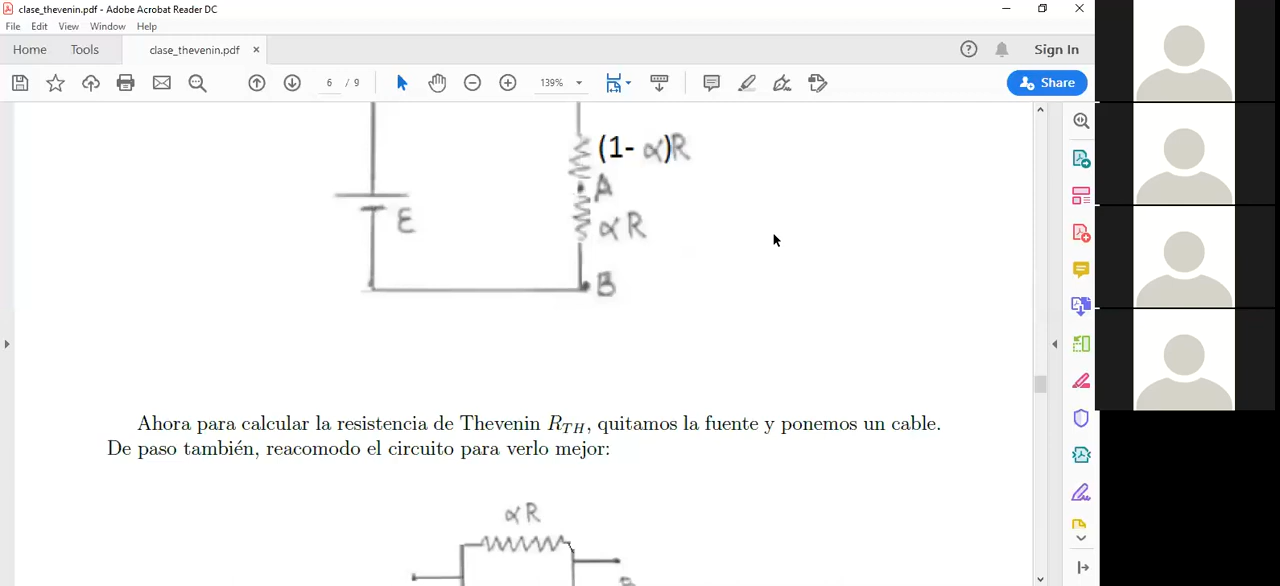 clase_thevenin.pdf - Adobe Acrobat Reader DC
File Edit View Window Help
Home Tools clase_thevenin.pdf × Sign In
6 / 9 139% Share
(1- α)R
A
E
αR
B
Ahora para calcular la resistencia de Thevenin R_TH, quitamos la fuente y ponemos un cable.
De paso también, reacomodo el circuito para verlo mejor:
αR